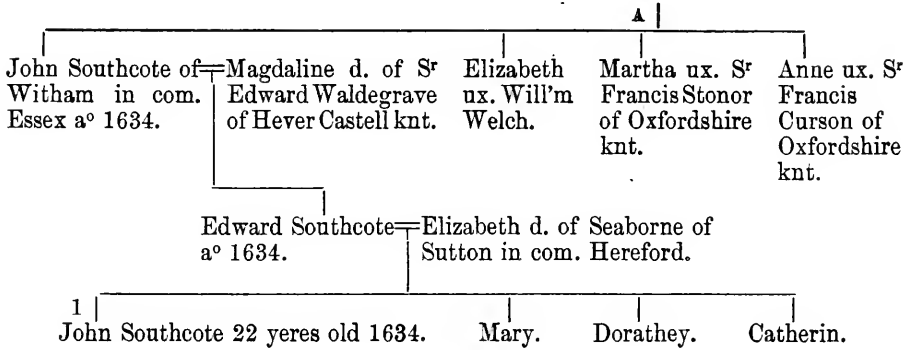 A
John Southcote of
Witham in com.
Essex aº 1634.
Magdaline d. of Sʳ
Edward Waldegrave
of Hever Castell knt.
Elizabeth
ux. Will'm
Welch.
Martha ux. Sʳ
Francis Stonor
of Oxfordshire
knt.
Anne ux. Sʳ
Francis
Curson of
Oxfordshire
knt.
Edward Southcote
aº 1634.
Elizabeth d. of Seaborne of
Sutton in com. Hereford.
1
John Southcote 22 yeres old 1634.
Mary.
Dorathey.
Catherin.